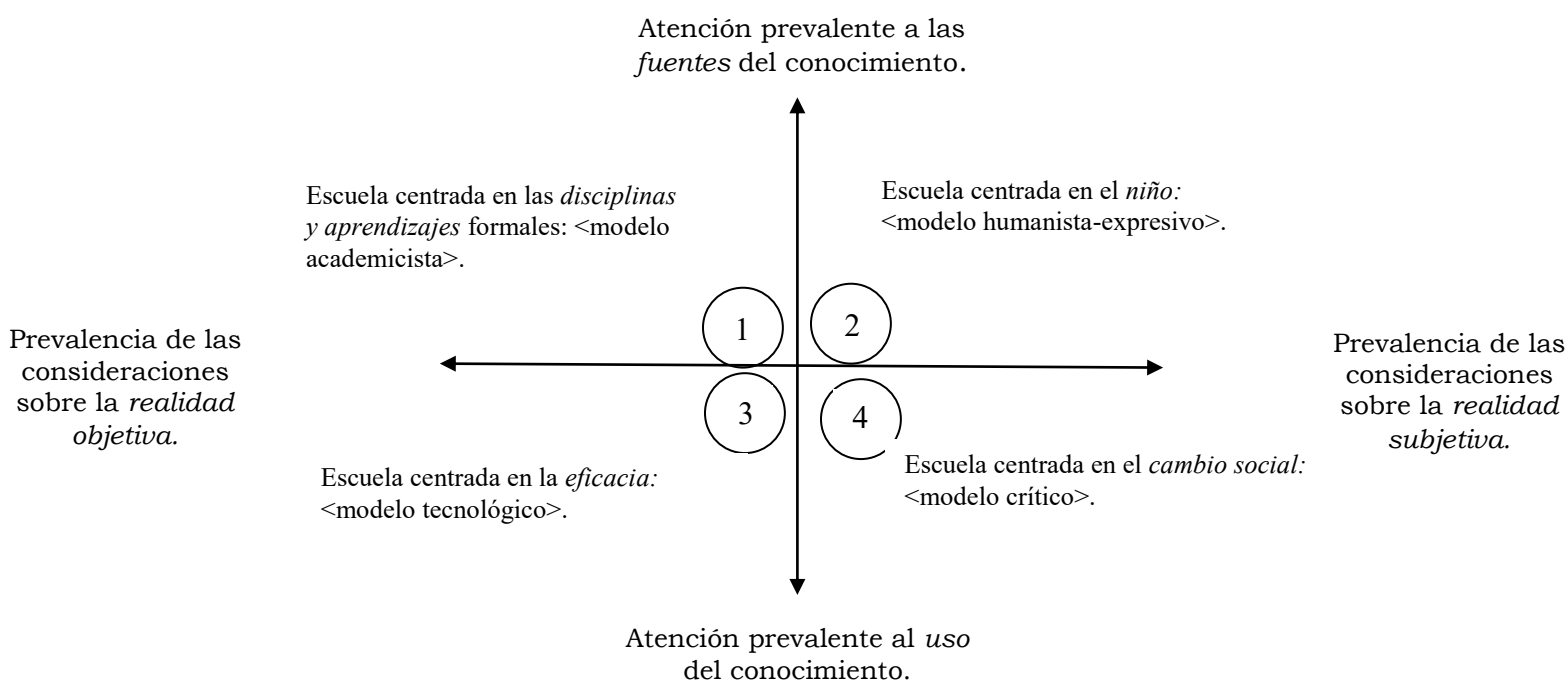 Atención prevalente a las
fuentes del conocimiento.
Escuela centrada en las disciplinas
y aprendizajes formales: <modelo
academicista>.
Escuela centrada en el niño:
<modelo humanista-expresivo>.
1
2
Prevalencia de las
consideraciones
sobre la realidad
objetiva.
Prevalencia de las
consideraciones
sobre la realidad
subjetiva.
3
4
Escuela centrada en la eficacia:
<modelo tecnológico>.
Escuela centrada en el cambio social:
<modelo crítico>.
Atención prevalente al uso
del conocimiento.